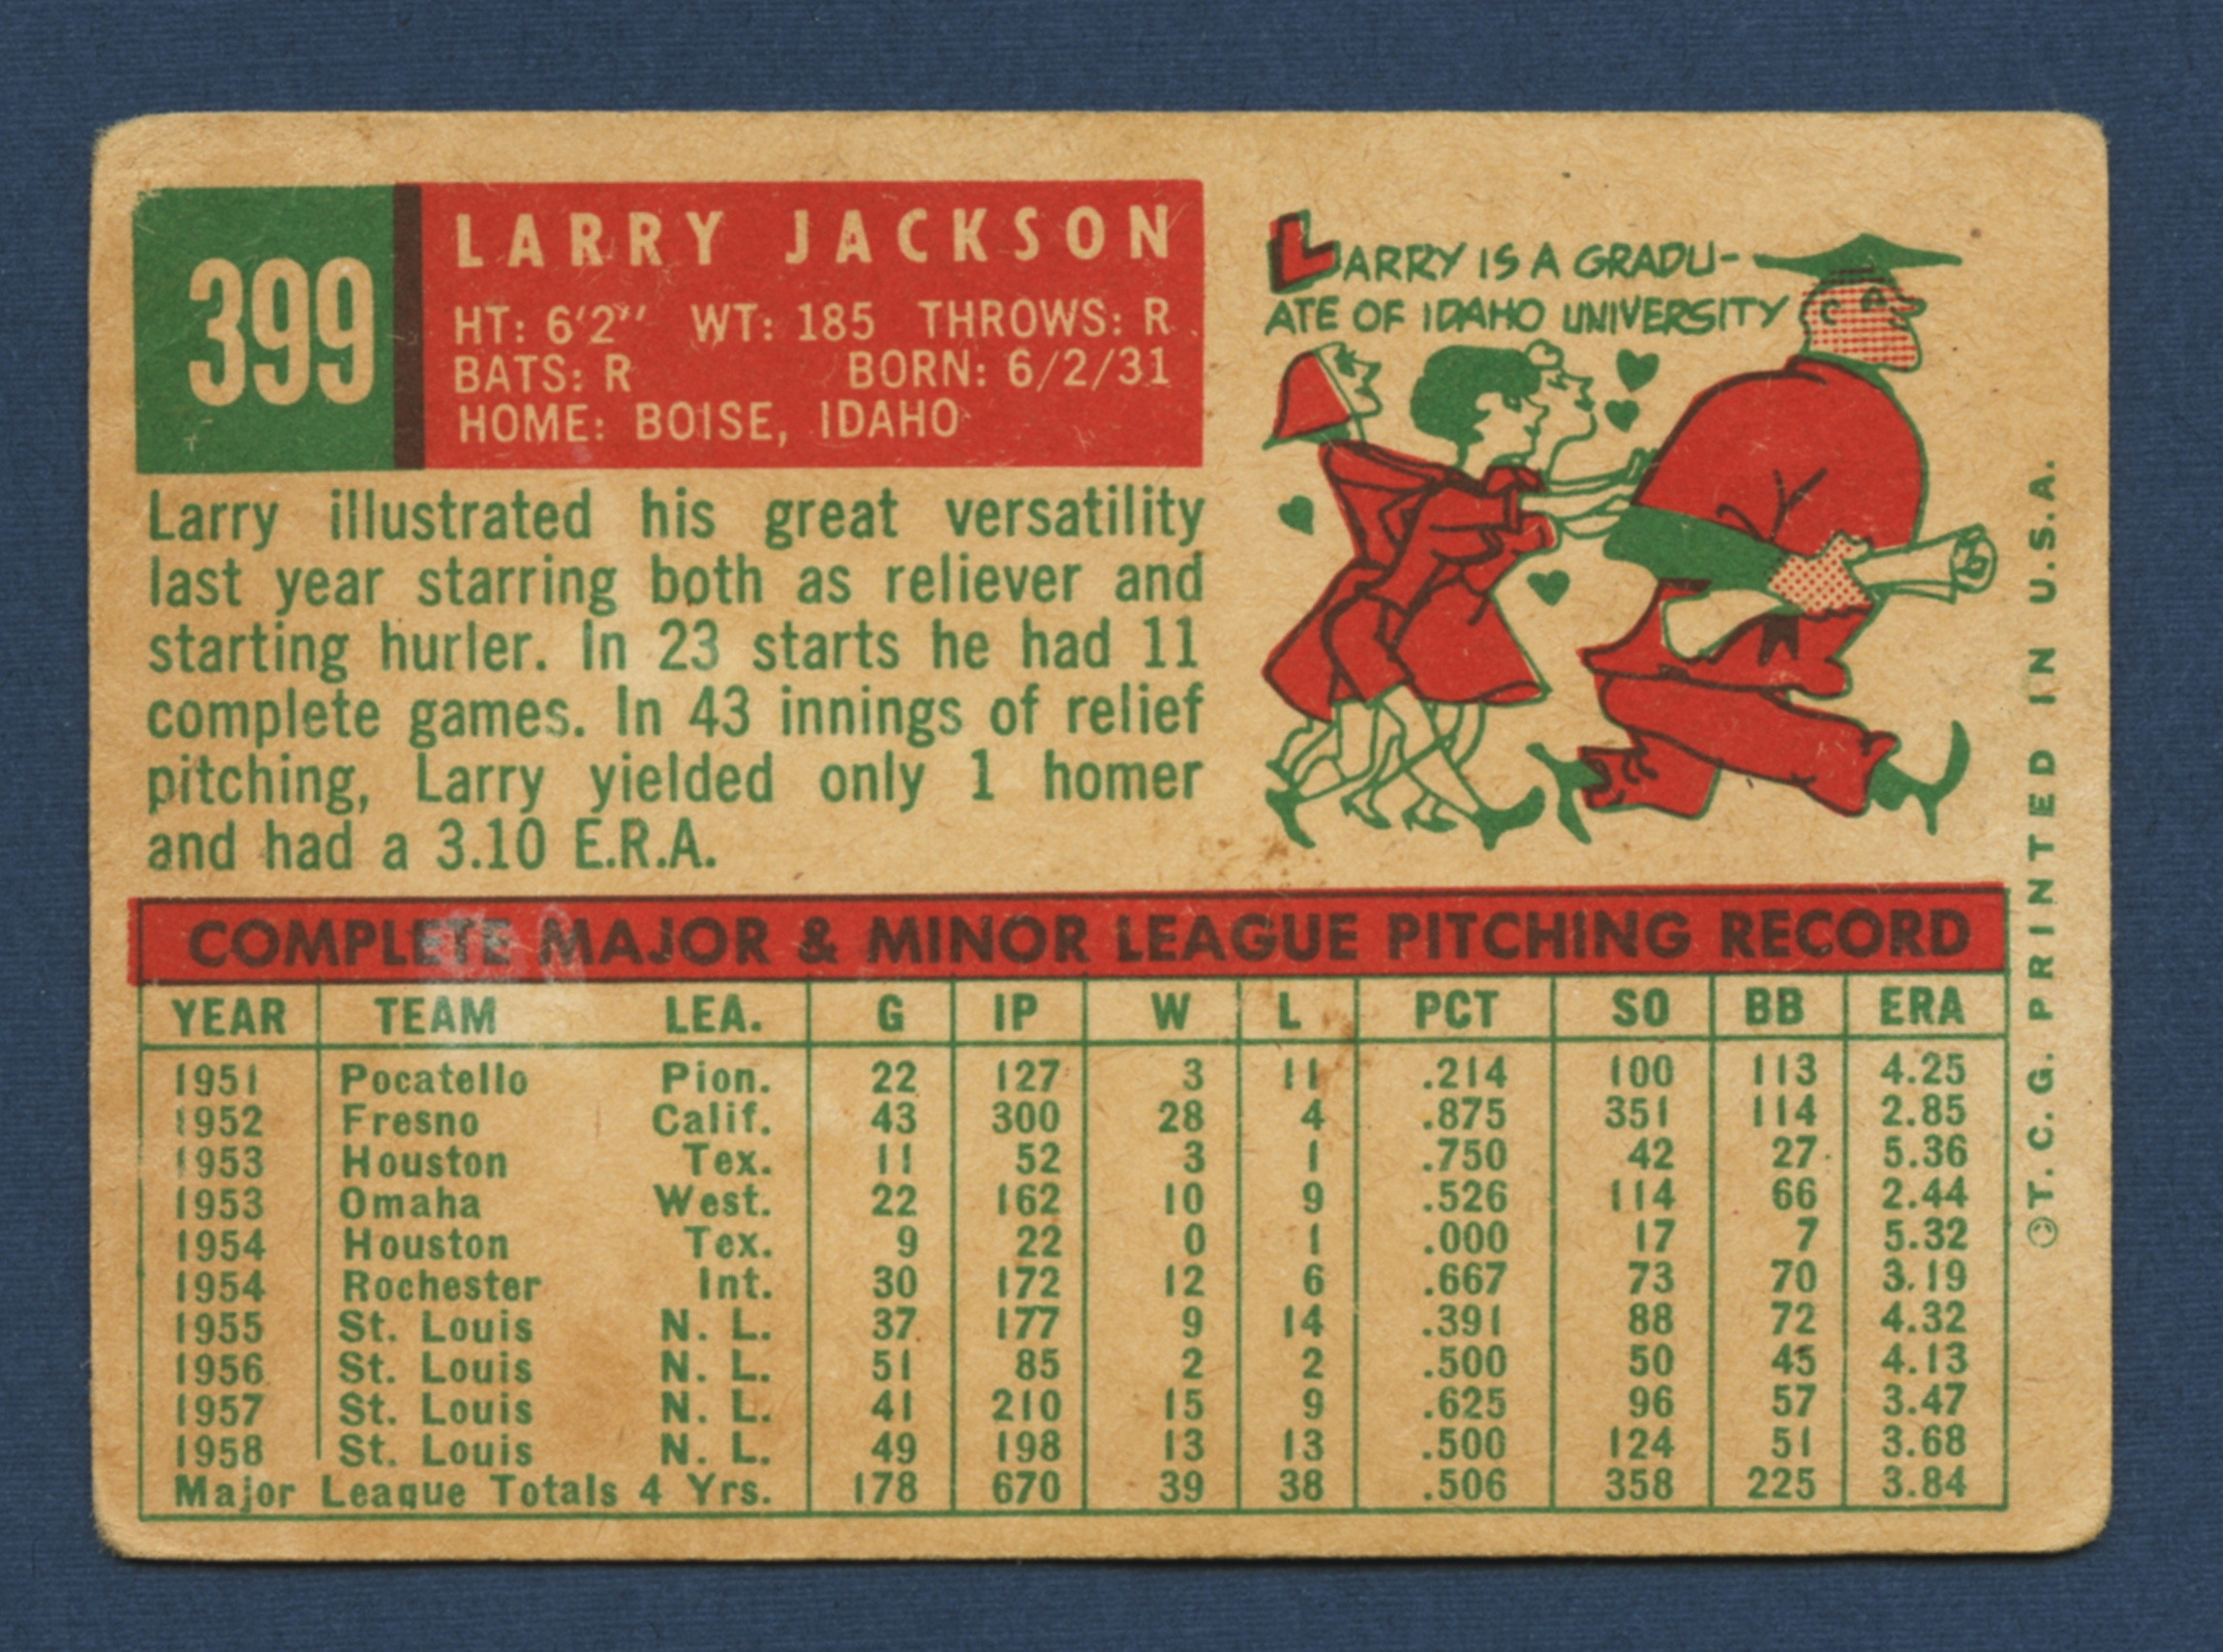 399
LARRY JACKSON
HT: 6'2" WT: 185 THROWS: R
BATS: R BORN: 6/2/31
HOME: BOISE, IDAHO
LARRY IS A GRADU-
ATE OF IDAHO UNIVERSITY
Larry illustrated his great versatility
last year starring both as reliever and
starting hurler. In 23 starts he had 11
complete games. In 43 innings of relief
pitching, Larry yielded only 1 homer
and had a 3.10 E.R.A.
COMPLETE MAJOR & MINOR LEAGUE PITCHING RECORD
YEAR TEAM LEA. G IP W L PCT SO BB ERA
1951 Pocatello Pion. 22 127 3 11 .214 100 113 4.25
1952 Fresno Calif. 43 300 28 4 .875 351 114 2.85
1953 Houston Tex. 11 52 3 1 .750 42 27 5.36
1953 Omaha West. 22 162 10 9 .526 114 66 2.44
1954 Houston Tex. 9 22 0 1 .000 17 7 5.32
1954 Rochester Int. 30 172 12 6 .667 73 70 3.19
1955 St. Louis N. L. 37 177 9 14 .391 88 72 4.32
1956 St. Louis N. L. 51 85 2 2 .500 50 45 4.13
1957 St. Louis N. L. 41 210 15 9 .625 96 57 3.47
1958 St. Louis N. L. 49 198 13 13 .500 124 51 3.68
Major League Totals 4 Yrs. 178 670 39 38 .506 358 225 3.84
©T. C. G. PRINTED IN U.S.A.